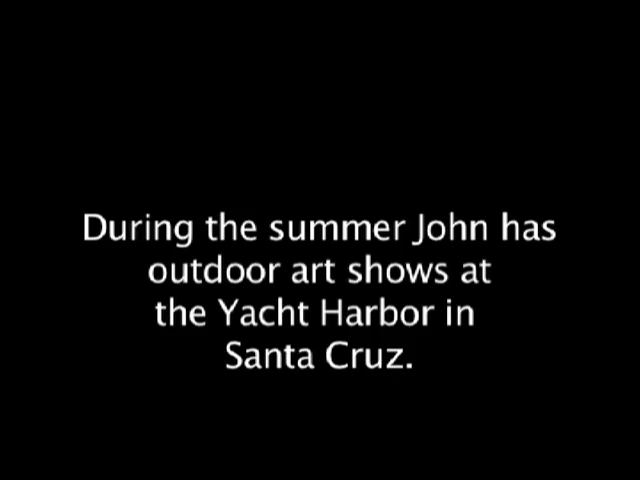 During the summer John has
outdoor art shows at
the Yacht Harbor in
Santa Cruz.